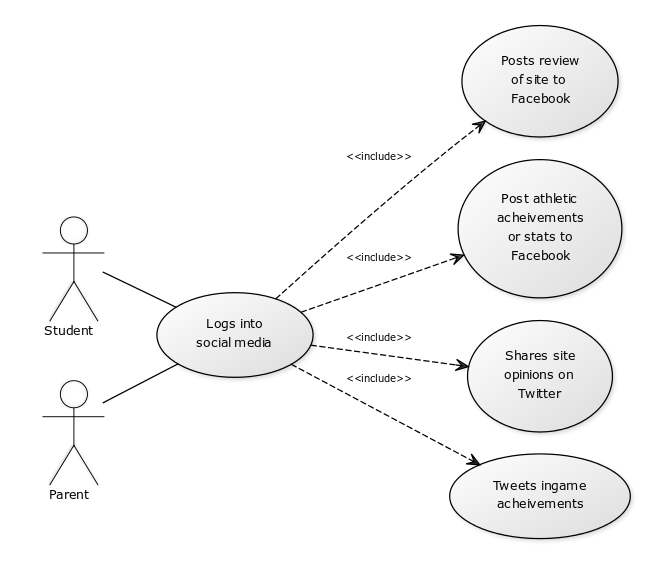 Posts review
of site to
Facebook
<<include>>
Post athletic
acheivements
or stats to
Facebook
<<include>>
Student
Logs into
social media
<<include>>
Shares site
opinions on
Twitter
<<include>>
Parent
Tweets ingame
acheivements